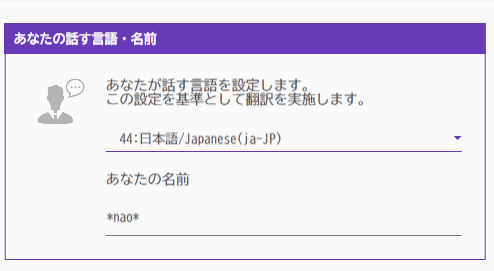 あなたの話す言語・名前
あなたが話す言語を設定します。
この設定を基準として翻訳を実施します。
44:日本語/Japanese(ja-JP)
あなたの名前
*nao*